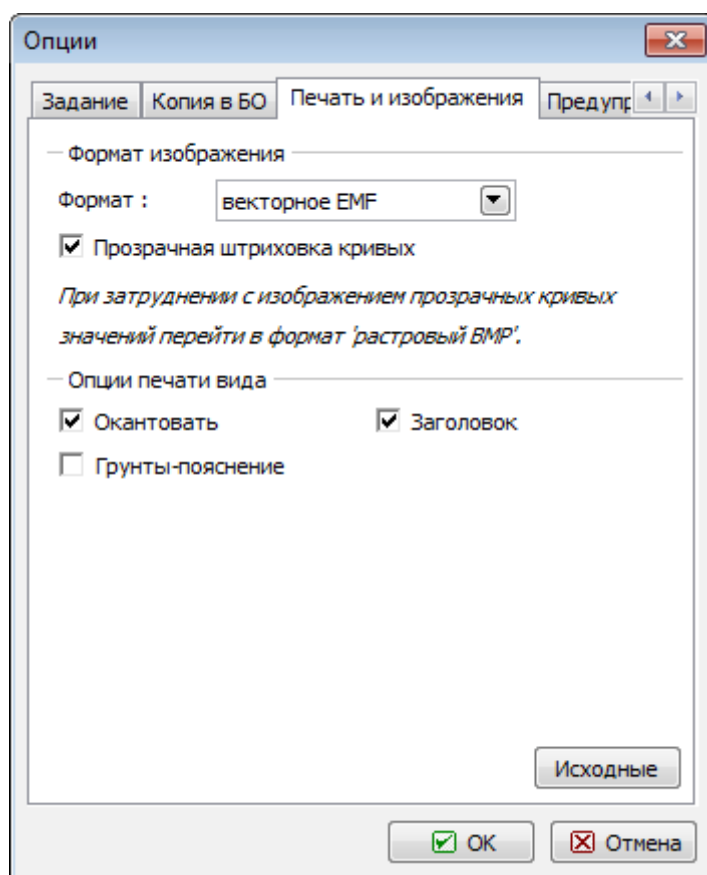 Опции
Задание Копия в БО Печать и изображения Предупр
Формат изображения
Формат : векторное EMF
Прозрачная штриховка кривых
При затруднении с изображением прозрачных кривых
значений перейти в формат 'растровый BMP'.
Опции печати вида
Окантовать Заголовок
Грунты-пояснение
Исходные
OK Отмена